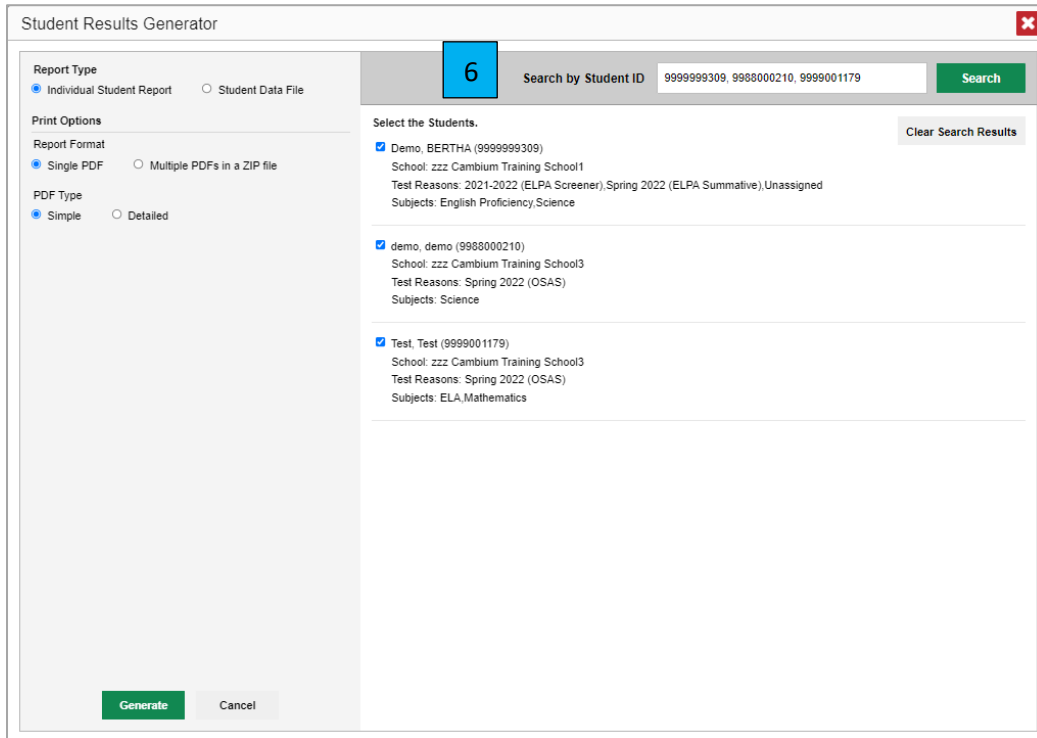 Student Results Generator
Report Type
Individual Student Report Student Data File
Print Options
Report Format
Single PDF Multiple PDFs in a ZIP file
PDF Type
Simple Detailed
Generate Cancel
6 Search by Student ID 9999999309, 9988000210, 9999001179 Search
Select the Students.
Clear Search Results
Demo, BERTHA (9999999309)
School: zzz Cambium Training School1
Test Reasons: 2021-2022 (ELPA Screener),Spring 2022 (ELPA Summative),Unassigned
Subjects: English Proficiency,Science
demo, demo (9988000210)
School: zzz Cambium Training School3
Test Reasons: Spring 2022 (OSAS)
Subjects: Science
Test, Test (9999001179)
School: zzz Cambium Training School3
Test Reasons: Spring 2022 (OSAS)
Subjects: ELA,Mathematics